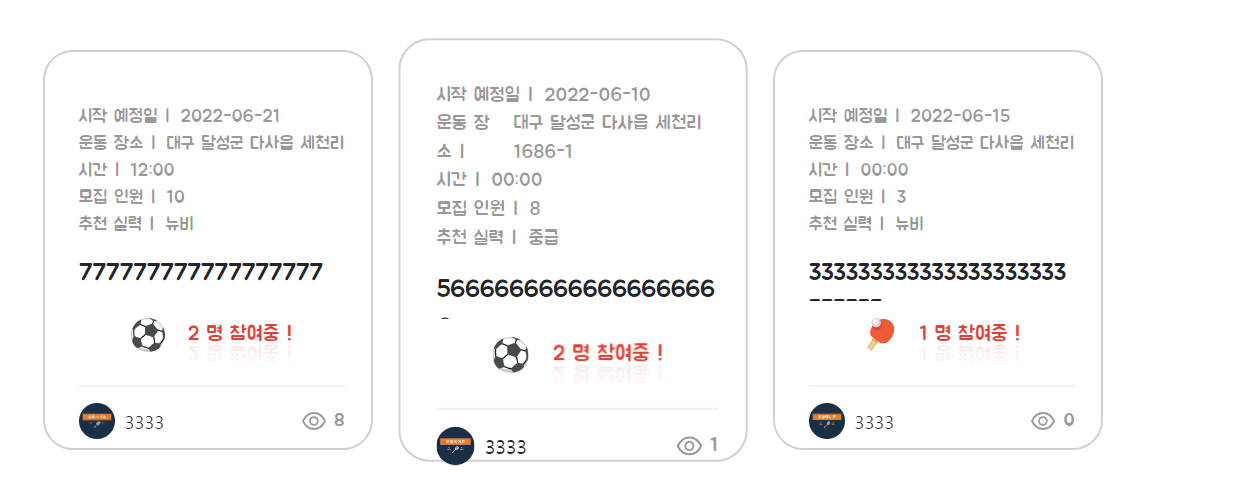 시작 예정일 | 2022-06-21
운동 장소 | 대구 달성군 다사읍 세천리
시간 | 12:00
모집 인원 | 10
추천 실력 | 뉴비
777777777777777777
2 명 참여중 !
3333
8
시작 예정일 | 2022-06-10
운동 장소 | 대구 달성군 다사읍 세천리
1686-1
시간 | 00:00
모집 인원 | 8
추천 실력 | 중급
56666666666666666666
2 명 참여중 !
3333
1
시작 예정일 | 2022-06-15
운동 장소 | 대구 달성군 다사읍 세천리
시간 | 00:00
모집 인원 | 3
추천 실력 | 뉴비
333333333333333333333
1 명 참여중 !
3333
0